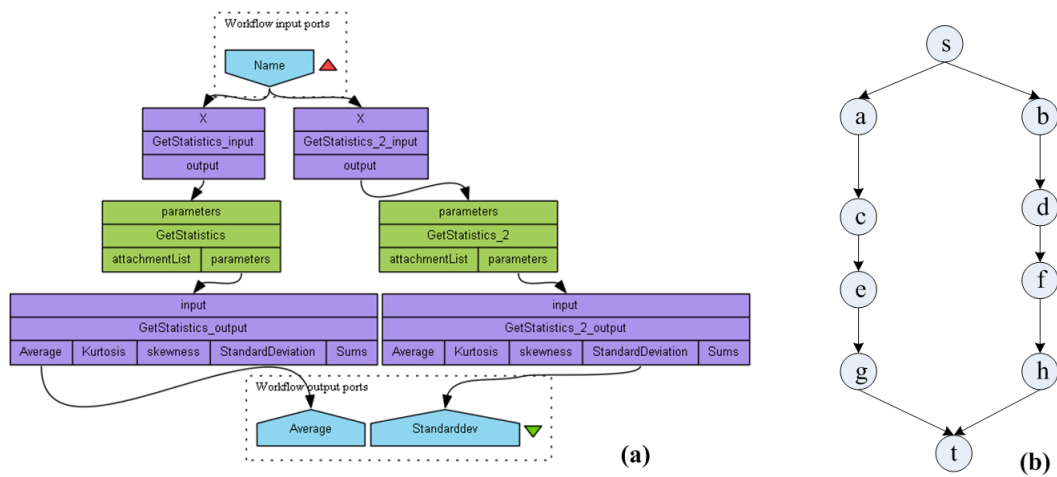 Workflow input ports
Name
X
X
GetStatistics_input
GetStatistics_2_input
output
output
parameters
parameters
GetStatistics
GetStatistics_2
attachmentList parameters
attachmentList parameters
input
input
GetStatistics_output
GetStatistics_2_output
Average Kurtosis skewness StandardDeviation Sums
Average Kurtosis skewness StandardDeviation Sums
Workflow output ports
Average
Standarddev
(a)
s
a
b
c
d
e
f
g
h
t
(b)